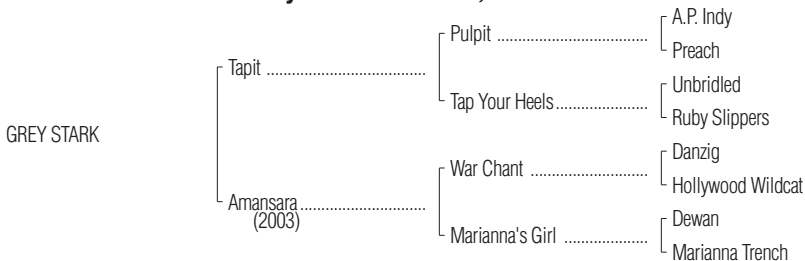 A.P. Indy
Pulpit
Preach
Tapit
Unbridled
Tap Your Heels
Ruby Slippers
GREY STARK
Danzig
War Chant
Hollywood Wildcat
Amansara
(2003)
Dewan
Marianna's Girl
Marianna Trench